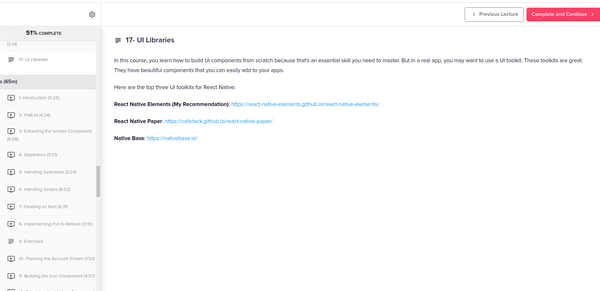 Previous Lecture
Complete and Continue
51% COMPLETE
17- UI Libraries
s (65m)
1- Introduction (2:25)
2- FlatList (4:24)
3- Extracting the Screen Component
4- Separators (5:01)
5- Handling Selections (3:24)
6- Handling Swipes (8:52)
7- Deleting an Item (6:31)
8- Implementing Pull to Refresh (3:16)
9- Exercises
10- Planning the Account Screen (1:53)
11- Building the Icon Component (4:57)
17- UI Libraries
In this course, you learn how to build UI components from scratch because that's an essential skill you need to master. But in a real app, you may want to use a UI toolkit. These toolkits are great.
They have beautiful components that you can easily add to your apps.
Here are the top three UI toolkits for React Native:
React Native Elements (My Recommendation): https://react-native-elements.github.io/react-native-elements/
React Native Paper: https://callstack.github.io/react-native-paper/
Native Base: https://nativebase.io/